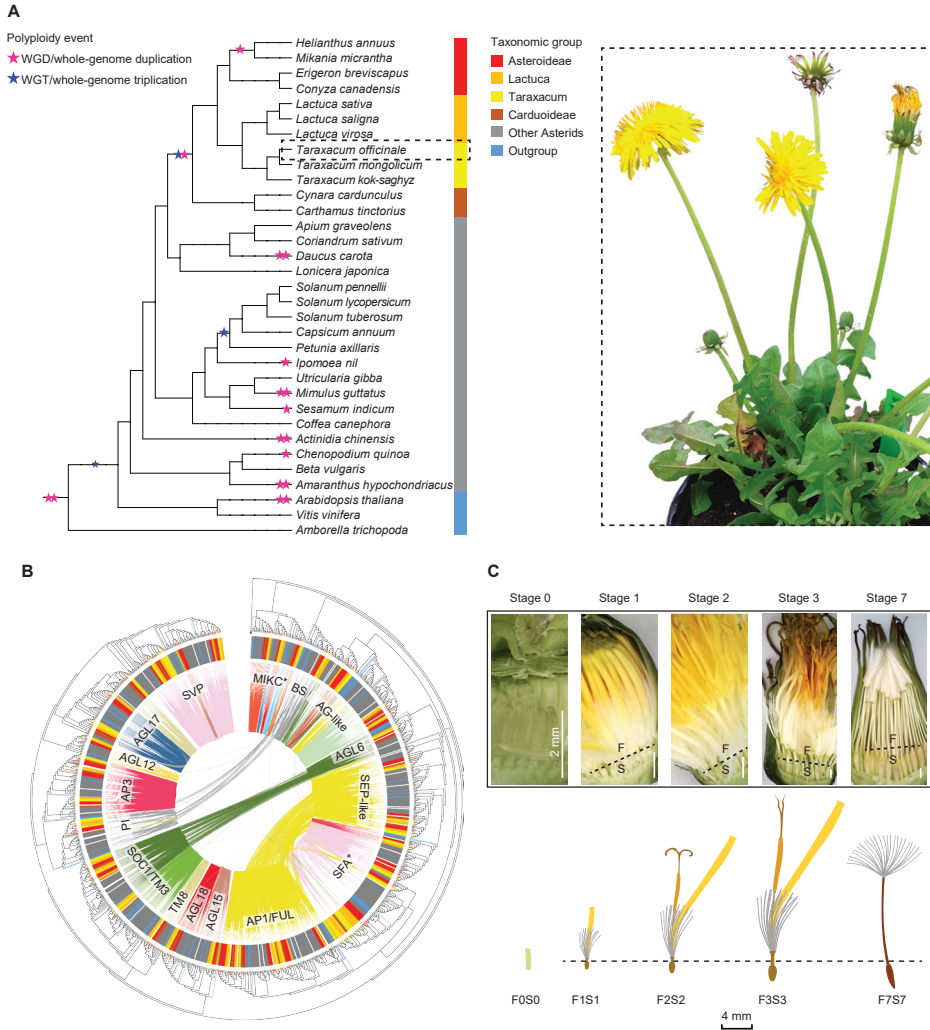 A
Polyploidy event
WGD/whole-genome duplication
WGT/whole-genome triplication
Helianthus annuus
Mikania micrantha
Erigeron breviscapus
Conyza canadensis
Lactuca sativa
Lactuca saligna
Lactuca virosa
Taraxacum officinale
Taraxacum mongolicum
Taraxacum kok-saghyz
Cynara cardunculus
Carthamus tinctorius
Apium graveolens
Coriandrum sativum
Daucus carota
Lonicera japonica
Solanum pennellii
Solanum lycopersicum
Solanum tuberosum
Capsicum annuum
Petunia axillaris
Ipomoea nil
Utricularia gibba
Mimulus guttatus
Sesamum indicum
Coffea canephora
Actinidia chinensis
Chenopodium quinoa
Beta vulgaris
Amaranthus hypochondriacus
Arabidopsis thaliana
Vitis vinifera
Amborella trichopoda
Taxonomic group
Asteroideae
Lactuca
Taraxacum
Carduoideae
Other Asterids
Outgroup
B
MIKC*
BS
AG-like
AGL6
SEP-like
SFA*
AP1/FUL
AGL15
AGL18
TM8
SOC1/TM3
PI
AP3
AGL12
AGL17
SVP
C
Stage 0
Stage 1
Stage 2
Stage 3
Stage 7
2 mm
F
S
F
S
F
S
F
S
F0S0
F1S1
F2S2
F3S3
F7S7
4 mm